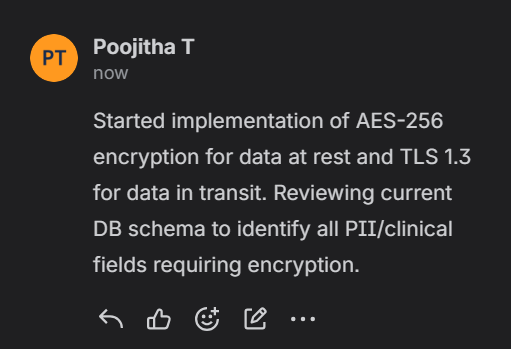 PT
Poojitha T
now
Started implementation of AES-256
encryption for data at rest and TLS 1.3
for data in transit. Reviewing current
DB schema to identify all PII/clinical
fields requiring encryption.